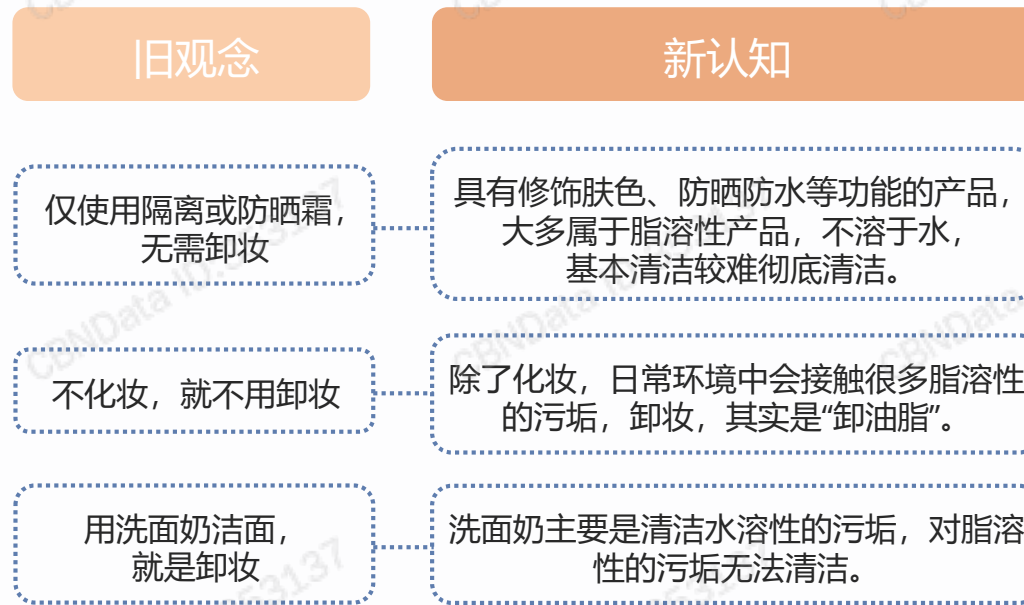 旧观念
新认知
仅使用隔离或防晒霜，
无需卸妆
具有修饰肤色、防晒防水等功能的产品，
大多属于脂溶性产品，不溶于水，
基本清洁较难彻底清洁。
不化妆，就不用卸妆
除了化妆，日常环境中会接触很多脂溶性
的污垢，卸妆，其实是“卸油脂”。
用洗面奶洁面，
就是卸妆
洗面奶主要是清洁水溶性的污垢，对脂溶
性的污垢无法清洁。